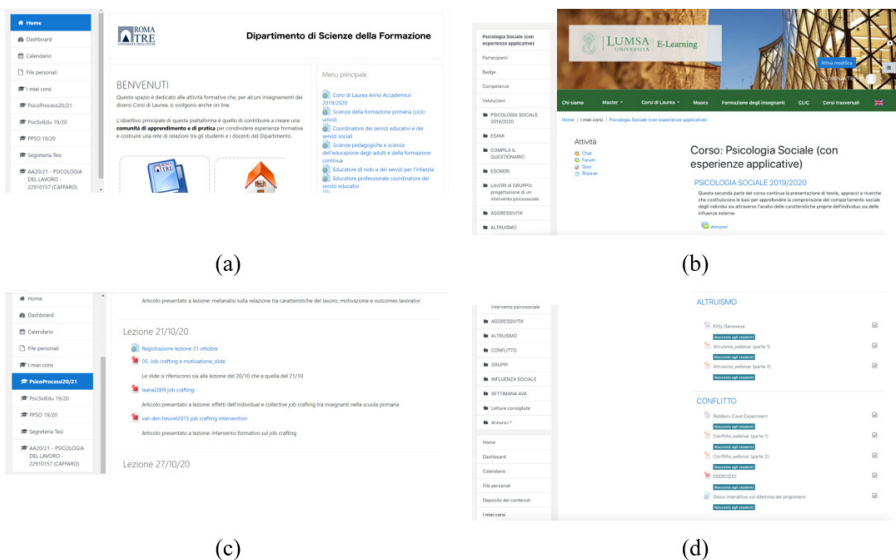 Home
Dashboard
Calendario
File personali
I miei corsi
PsicoProcessi20/21
PsicSvEdu 19/20
PPSO 19/20
Segreteria Tesi
AA20/21 - PSICOLOGIA
DEL LAVORO -
22910157 (CAFFARO)
ROMA
TRE
UNIVERSITÀ DEGLI STUDI
Dipartimento di Scienze della Formazione
BENVENUTI
Questo spazio è dedicato alle attività formative che, per alcuni insegnamenti dei
diversi Corsi di Laurea, si svolgono anche on line.
L'obiettivo principale di questa piattaforma è quello di contribuire a creare una
comunità di apprendimento e di pratica per condividere esperienze formative
e costruire una rete di relazioni tra gli studenti e i docenti del Dipartimento.
Menu principale
Corsi di Laurea Anno Accademico
2019/2020
Scienze della formazione primaria (ciclo
unico)
Coordinatore dei servizi educativi e dei
servizi sociali
Scienze pedagogiche e scienze
dell'educazione degli adulti e della formazione
continua
Educatore di nido e dei servizi per l'infanzia
Educatore professionale coordinatore dei
servizi educativi
(a)
Psicologia Sociale (con
esperienze applicative)
Partecipanti
Badge
Competenze
Valutazioni
PSICOLOGIA SOCIALE
2019/2020
ESAMI
COMPILA IL
QUESTIONARIO
ESONERI
LAVORI di GRUPPO:
progettazione di un
intervento psicosociale
AGGRESSIVITA'
ALTRUISMO
LUMSA
UNIVERSITÀ
E-Learning
Attiva modifica
Chi siamo
Master
Corsi di Laurea
Moocs
Formazione degli insegnanti
CLIC
Corsi trasversali
Home / I miei corsi / Psicologia Sociale (con esperienze applicative)
Attività
Chat
Forum
Quiz
Risorse
Corso: Psicologia Sociale (con
esperienze applicative)
PSICOLOGIA SOCIALE 2019/2020
Questa seconda parte del corso continua la presentazione di teorie, approcci e ricerche
che costituiscono le basi per approfondire la comprensione del comportamento sociale
degli individui sia attraverso l'analisi delle caratteristiche proprie dell'individuo sia delle
influenze esterne.
Annunci
(b)
Home
Dashboard
Calendario
File personali
I miei corsi
PsicoProcessi20/21
PsicSvEdu 19/20
PPSO 19/20
Segreteria Tesi
AA20/21 - PSICOLOGIA
DEL LAVORO -
22910157 (CAFFARO)
Articolo presentato a lezione: metanalisi sulla relazione tra caratteristiche del lavoro, motivazione e outcomes lavorativi
Lezione 21/10/20
Registrazione lezione 21 ottobre
05. Job crafting e motivazione_slide
Le slide si riferiscono sia alla lezione del 20/10 che a quella del 21/10
leana2009 job crafting
Articolo presentato a lezione: effetti dell'individual e collective job crafting tra insegnanti nella scuola primaria
van den heuvel2015 job crafting intervention
Articolo presentato a lezione: intervento formativo sul job crafting
Lezione 27/10/20
(c)
intervento psicosociale
AGGRESSIVITA'
ALTRUISMO
CONFLITTO
GRUPPI
INFLUENZA SOCIALE
SETTIMANA AVA
Letture consigliate
Annunci
Home
Dashboard
Calendario
File personali
Deposito dei contenuti
I miei corsi
ALTRUISMO
Kitty Genovese
Nascosto agli studenti
Altruismo_webinar (parte 1)
Nascosto agli studenti
Altruismo_webinar (parte 2)
Nascosto agli studenti
CONFLITTO
Robbers Cave Experiment
Nascosto agli studenti
Conflitto_webinar (parte 1)
Nascosto agli studenti
Conflitto_webinar (parte 2)
Nascosto agli studenti
ESERCIZIO
Nascosto agli studenti
Gioco interattivo sul dilemma del prigioniero
Nascosto agli studenti
(d)